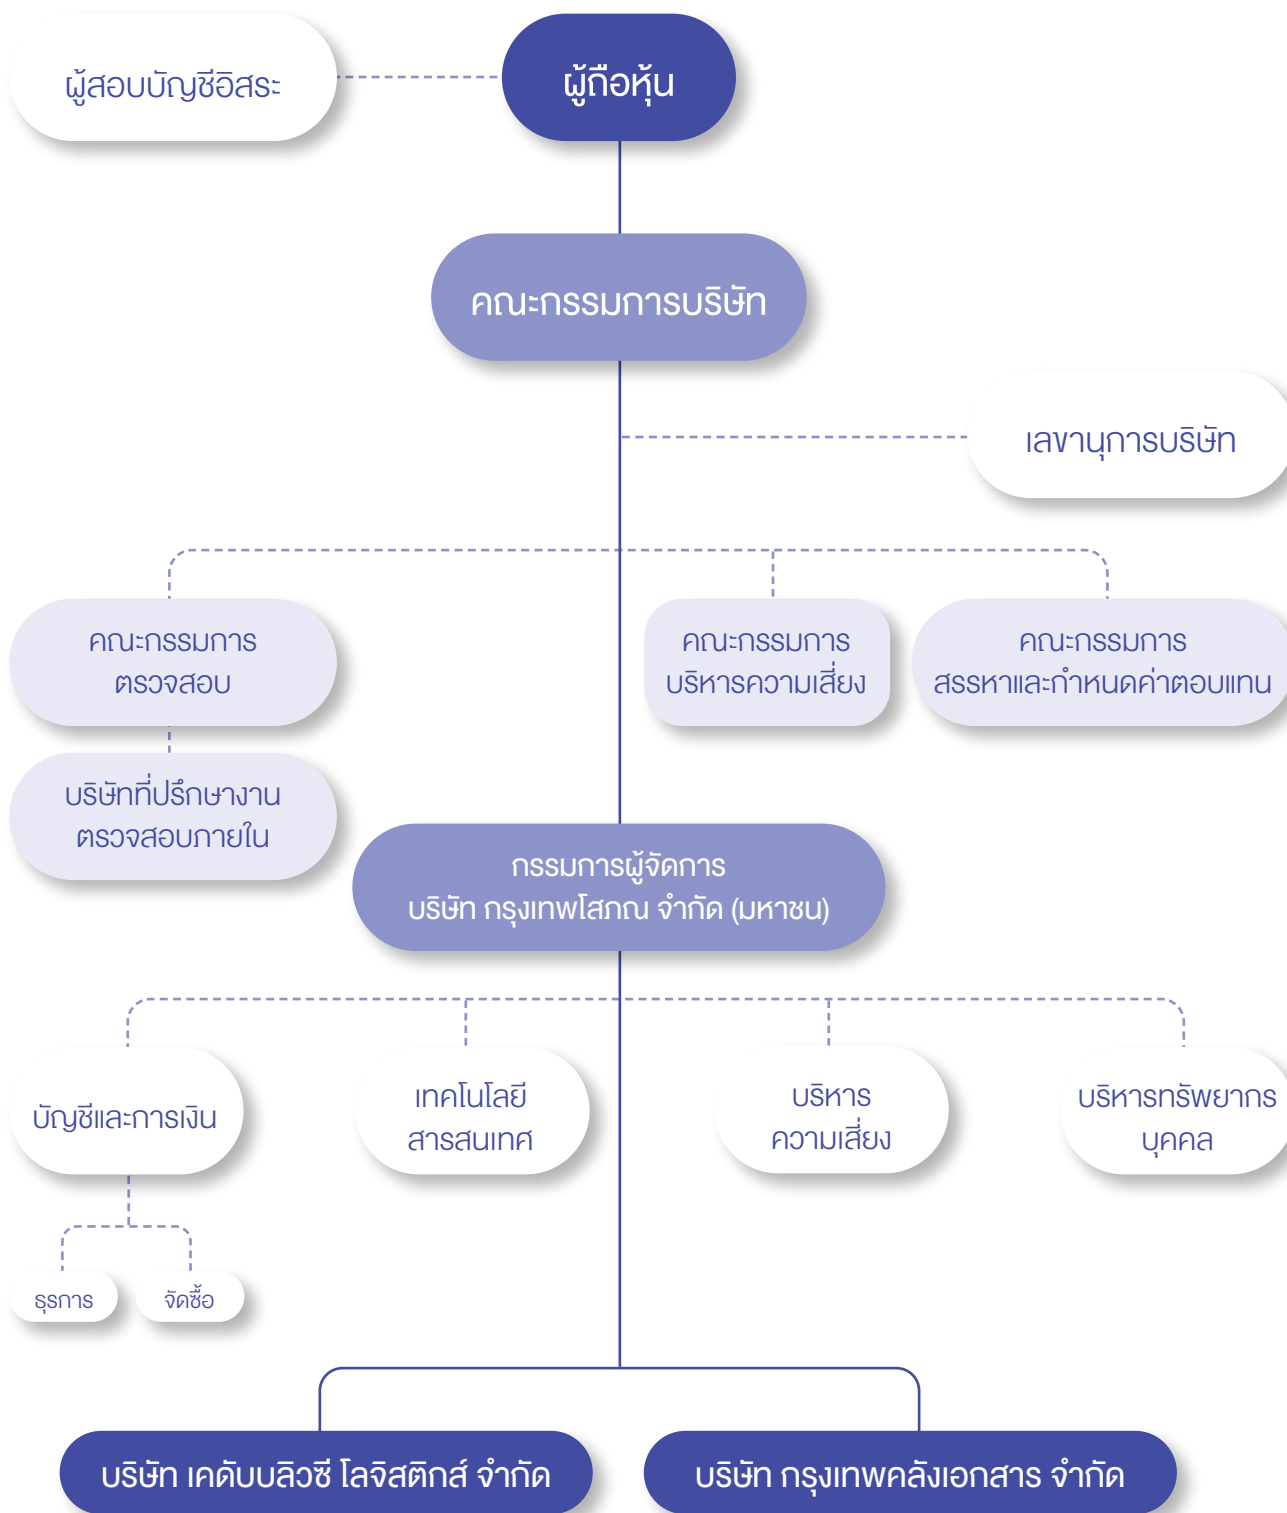 ผู้สอบบัญชีอิสระ
ผู้ถือหุ้น
คณะกรรมการบริษัท
เลขานุการบริษัท
คณะกรรมการ
ตรวจสอบ
คณะกรรมการ
บริหารความเสี่ยง
คณะกรรมการ
สรรหาและกำหนดค่าตอบแทน
บริษัทที่ปรึกษางาน
ตรวจสอบภายใน
กรรมการผู้จัดการ
บริษัท กรุงเทพโสภณ จำกัด (มหาชน)
บัญชีและการเงิน
เทคโนโลยี
สารสนเทศ
บริหาร
ความเสี่ยง
บริหารทรัพยากร
บุคคล
ธุรการ
จัดซื้อ
บริษัท เคดับบลิวซี โลจิสติกส์ จำกัด
บริษัท กรุงเทพคลังเอกสาร จำกัด